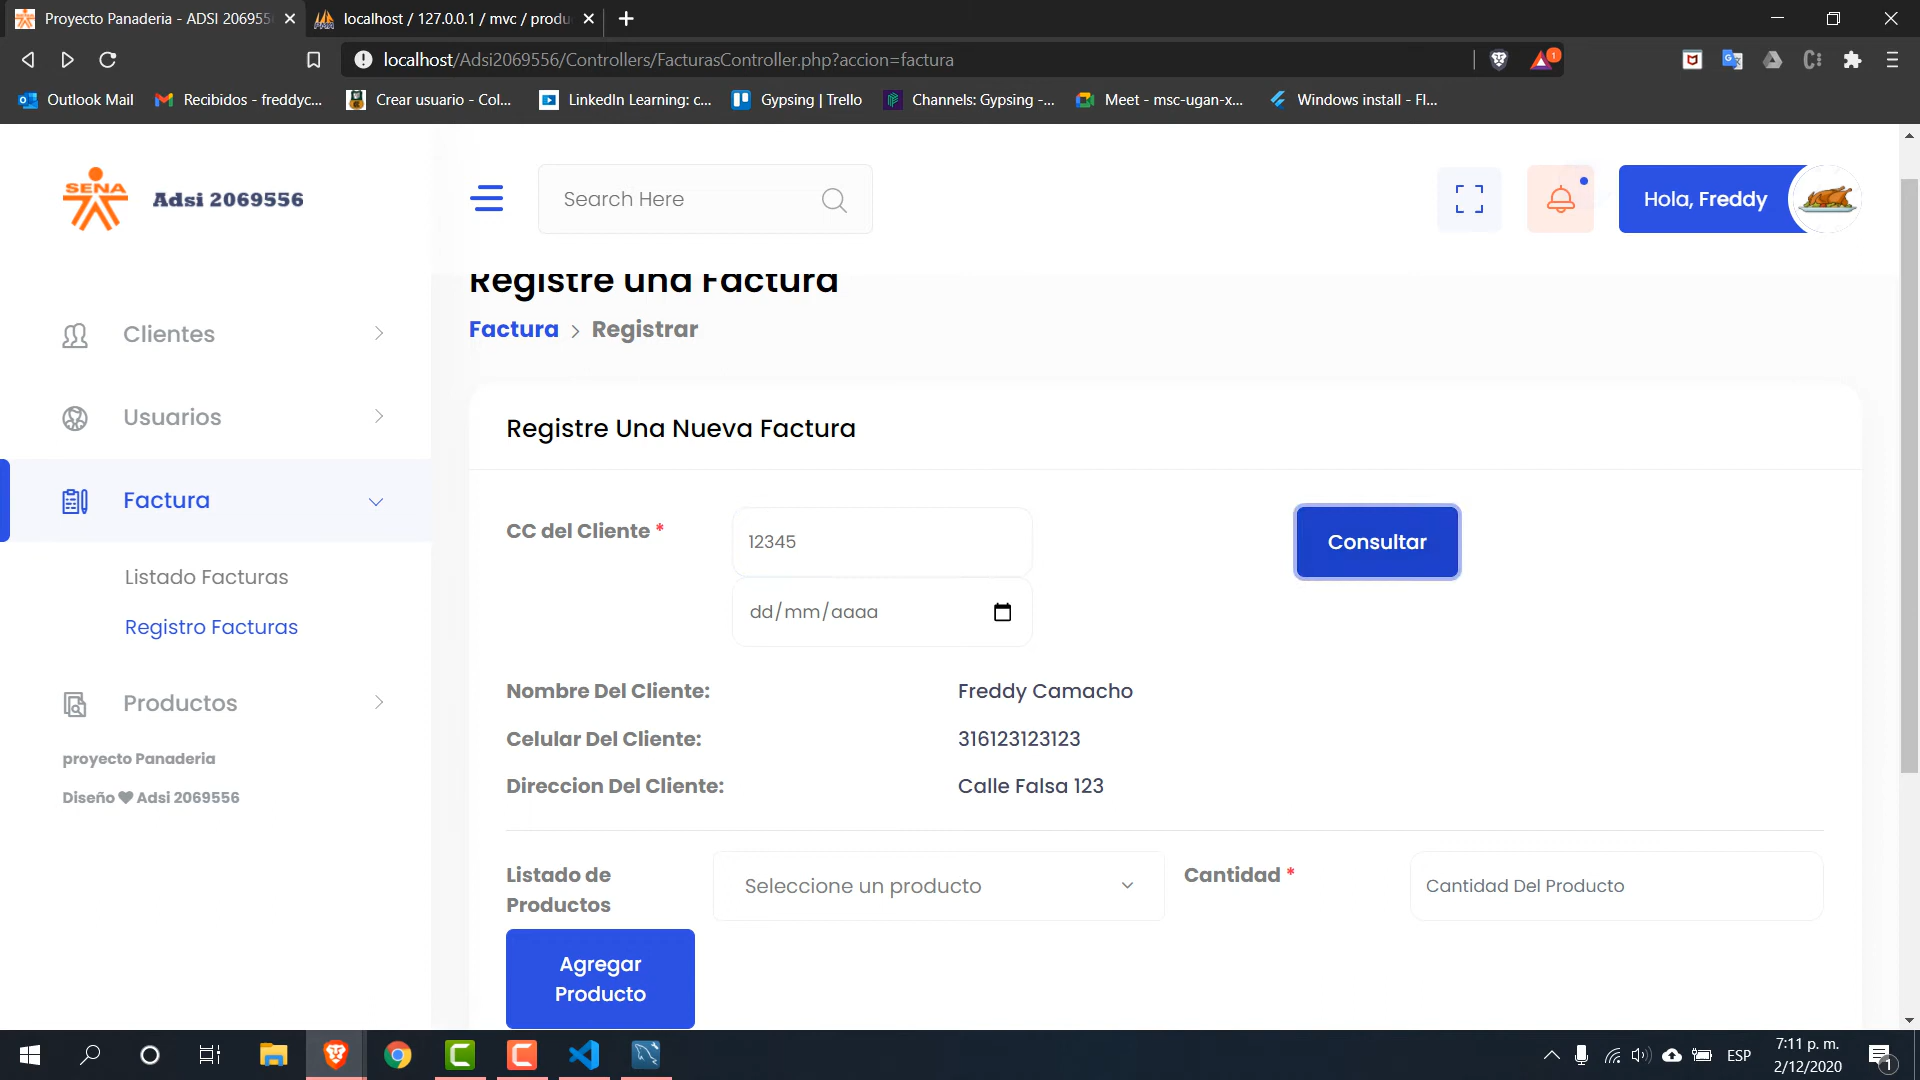 Proyecto Panaderia - ADSI 206955
localhost / 127.0.0.1 / mvc / produ
localhost/Adsi2069556/Controllers/FacturasController.php?accion=factura
1
Outlook Mail
Recibidos - freddyc...
Crear usuario - Col...
LinkedIn Learning: c...
Gypsing | Trello
Channels: Gypsing -...
Meet - msc-ugan-x...
Windows install - Fl...
SENA
Adsi 2069556
Search Here
Hola, Freddy
Registre una Factura
Factura > Registrar
Clientes
Usuarios
Factura
Listado Facturas
Registro Facturas
Productos
proyecto Panaderia
Diseño ♥ Adsi 2069556
Registre Una Nueva Factura
CC del Cliente *
12345
Consultar
dd/mm/aaaa
Nombre Del Cliente:
Freddy Camacho
Celular Del Cliente:
316123123123
Direccion Del Cliente:
Calle Falsa 123
Listado de
Productos
Seleccione un producto
Cantidad *
Cantidad Del Producto
Agregar
Producto
ESP
7:11 p. m.
2/12/2020
1